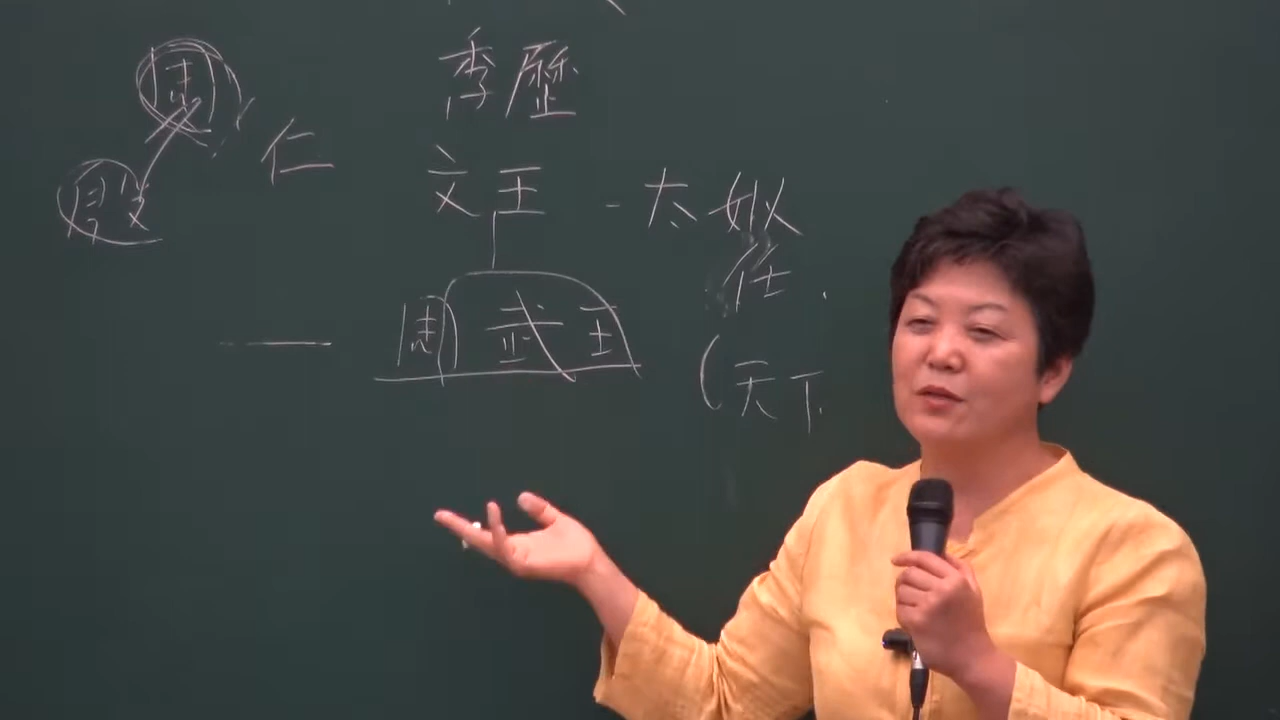 季歷
周
仁
文王 - 太姒
殷
任
周 武王
(天下